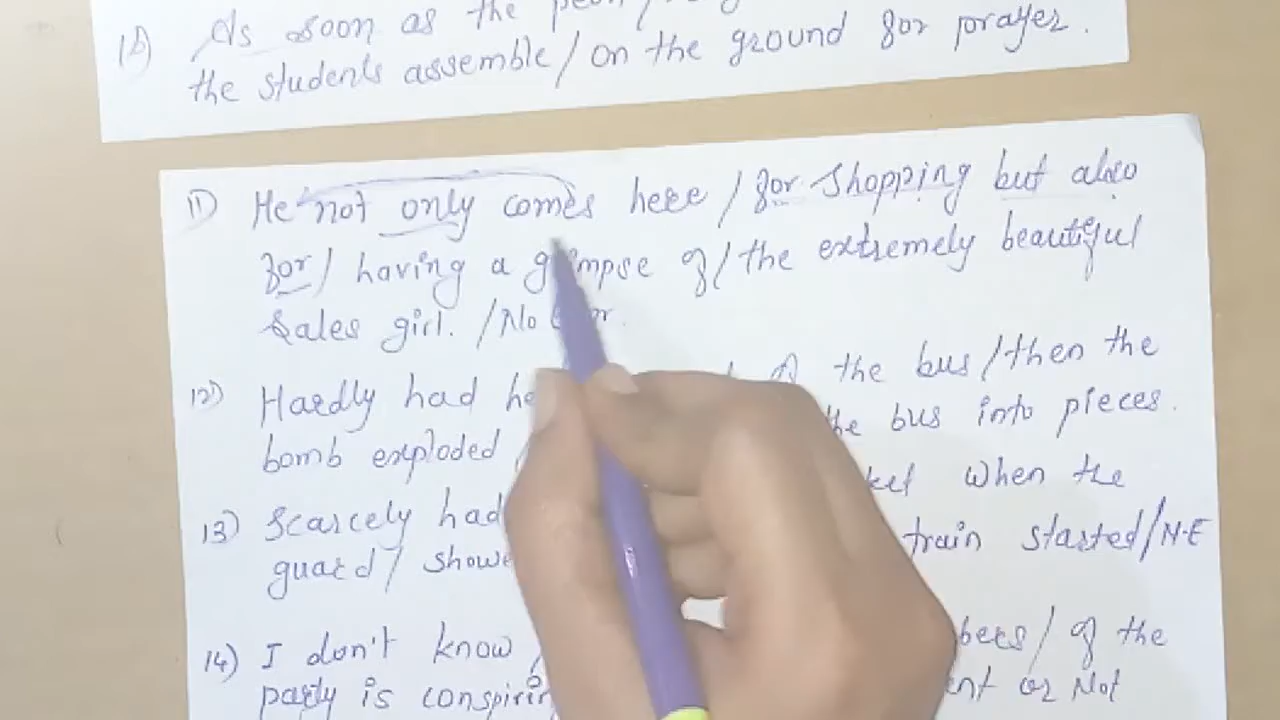 As soon as the
the students assemble / on the ground for prayer.
11) He not only comes here / for shopping but also
for / having a glimpse of / the extremely beautiful
Sales girl. / No
12) Hardly had he the bus / then the
bomb exploded the bus into pieces.
13) Scarcely had when the
guard / train started / N.E
14) I don't know / of the
party is or Not